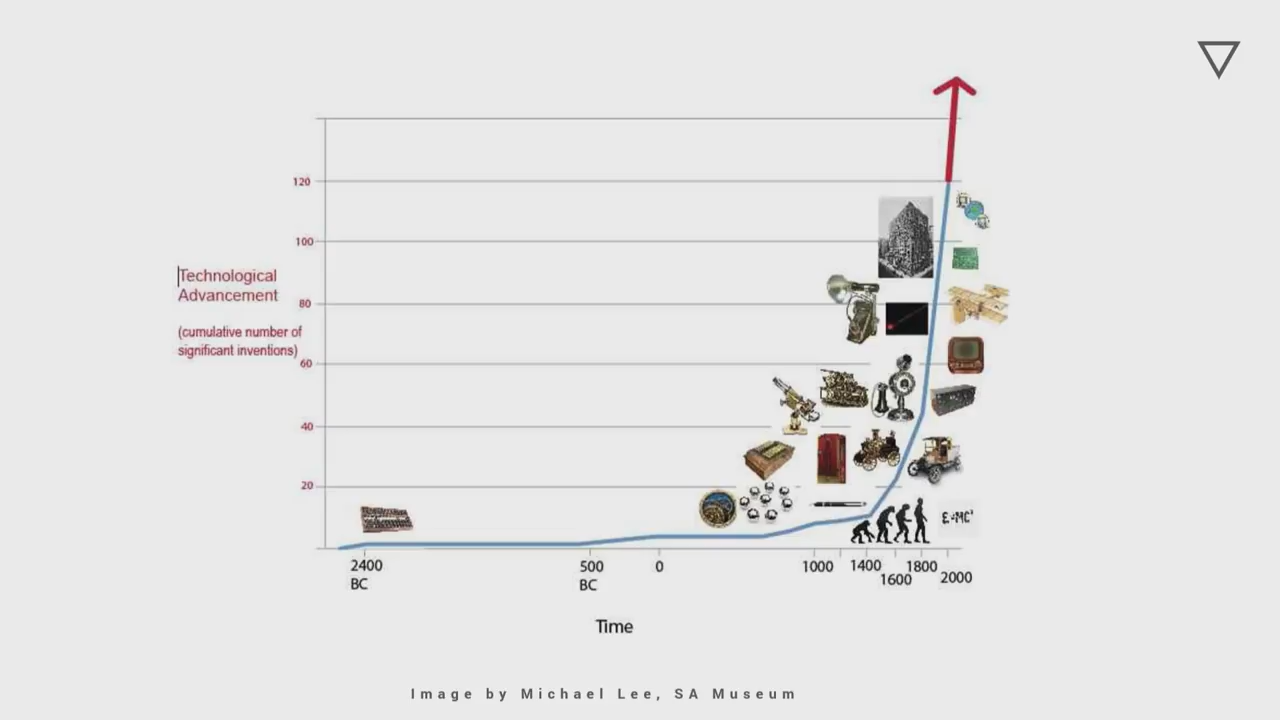 120
100
Technological
Advancement
80
(cumulative number of
significant inventions)
60
40
20
E=MC²
2400
BC
500
BC
0
1000
1400
1600
1800
2000
Time
Image by Michael Lee, SA Museum